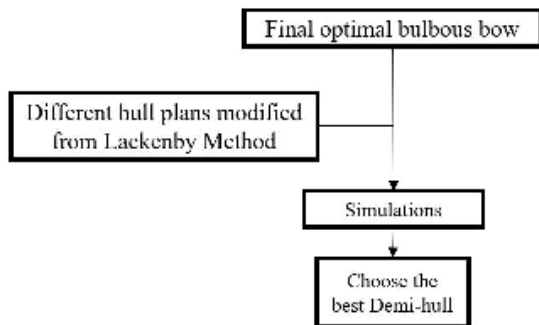 Final optimal bulbous bow
Different hull plans modified
from Lackenby Method
Simulations
Choose the
best Demi-hull